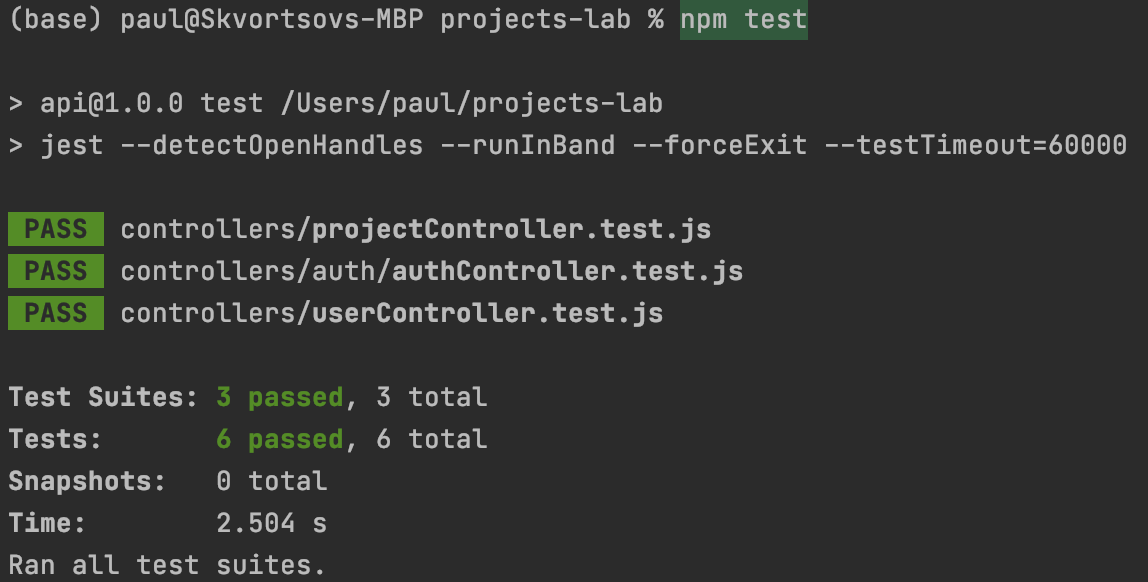 (base) paul@Skvortsovs-MBP projects-lab % npm test
> api@1.0.0 test /Users/paul/projects-lab
> jest --detectOpenHandles --runInBand --forceExit --testTimeout=60000
PASS controllers/projectController.test.js
PASS controllers/auth/authController.test.js
PASS controllers/userController.test.js
Test Suites: 3 passed, 3 total
Tests: 6 passed, 6 total
Snapshots: 0 total
Time: 2.504 s
Ran all test suites.